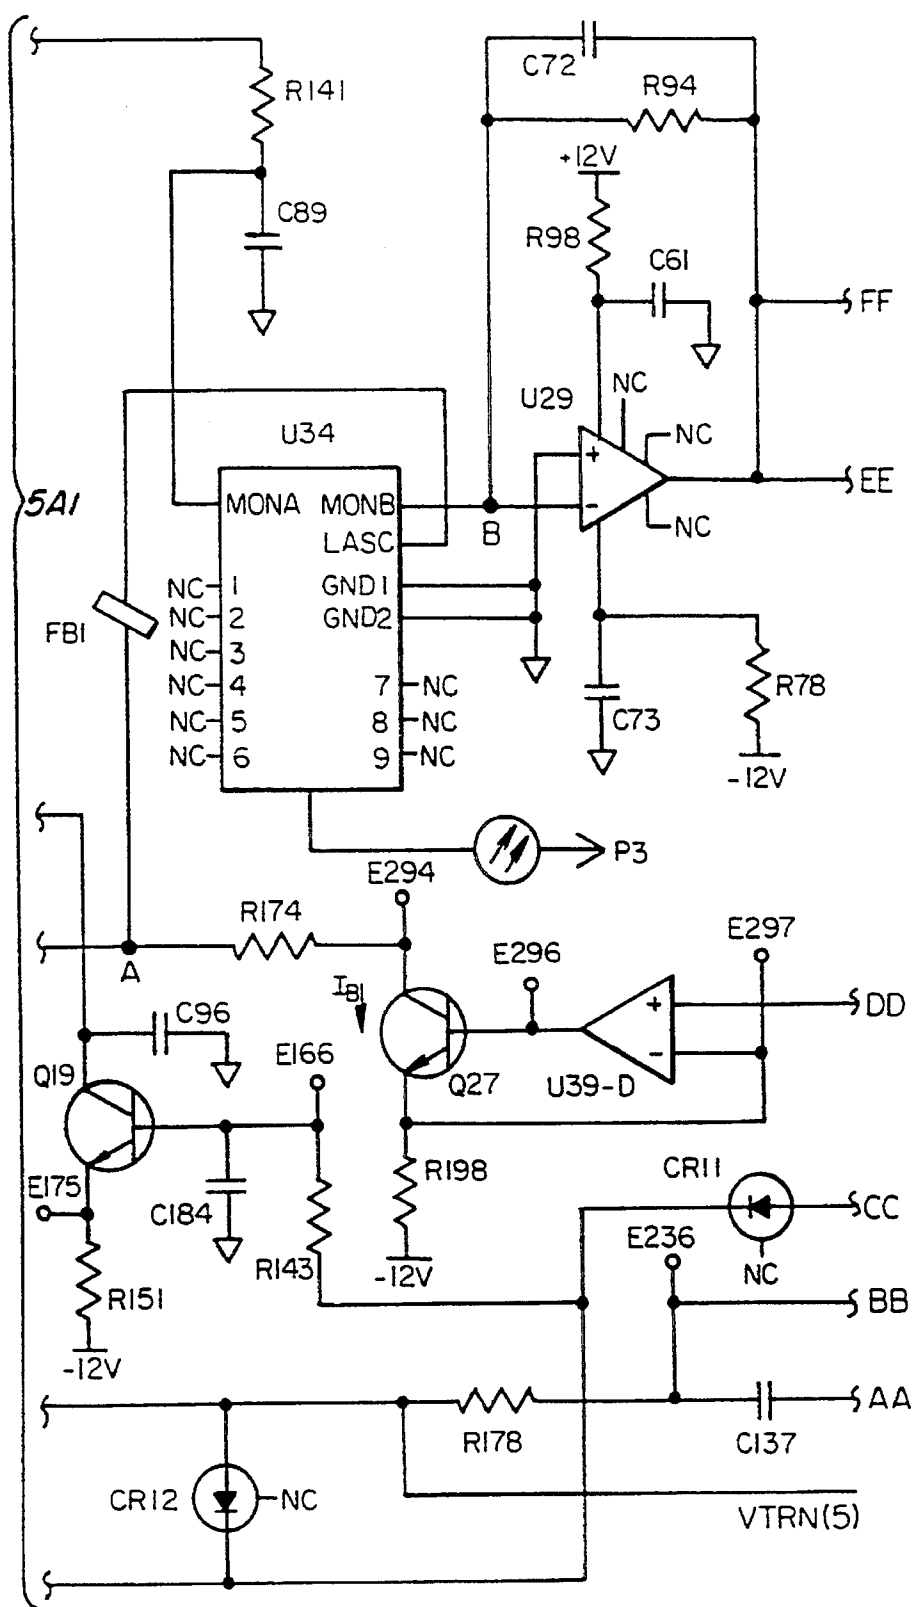 C72
R141
R94
+12V
C89
R98
C61
FF
NC
U29
U34
NC
+
EE
5A1
MONA MONB
-
B
NC
LASC
NC 1 GND1
NC 2 GND2
FB1
NC 3
NC 4 7 NC
R78
NC 5 8 NC
C73
NC 6 9 NC
-12V
P3
E294
R174
E297
E296
A
IB1
C96
+
DD
E166
-
Q19
Q27
U39-D
R198
CR11
E175
C184
CC
E236
R143
-12V
NC
R151
BB
-12V
AA
R178
C137
CR12
NC
VTRN(5)